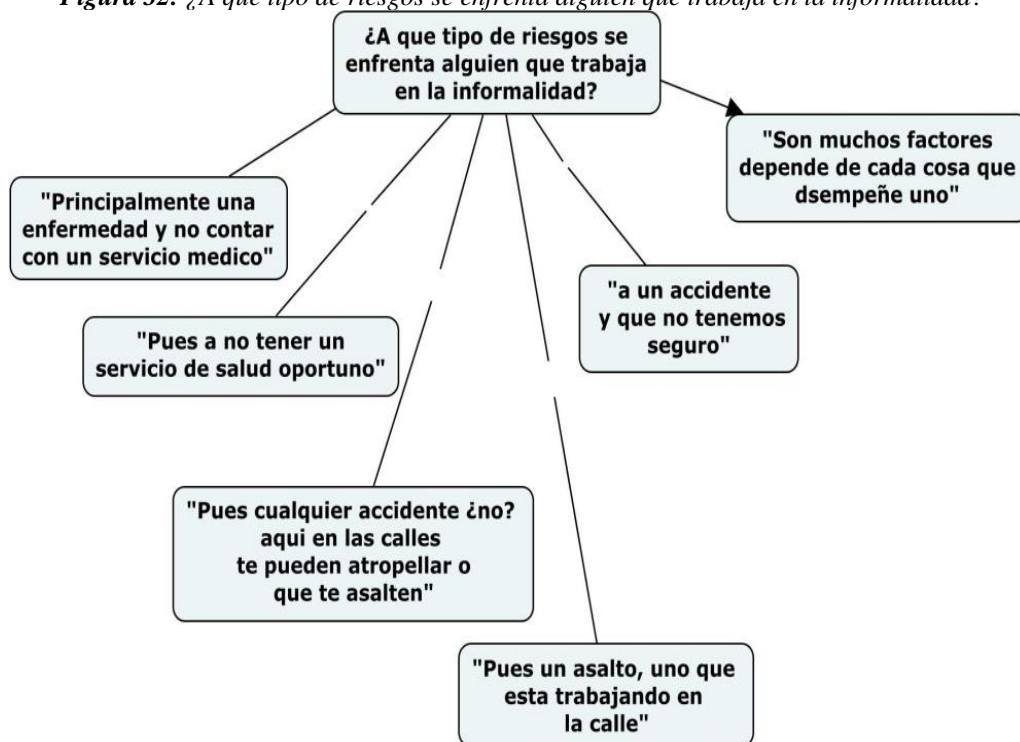 Figura 32: ¿A que tipo de riesgos se enfrenta alguien que trabaja en la informalidad?
¿A que tipo de riesgos se
enfrenta alguien que trabaja
en la informalidad?
"Son muchos factores
depende de cada cosa que
dsempeñe uno"
"Principalmente una
enfermedad y no contar
con un servicio medico"
"a un accidente
y que no tenemos
seguro"
"Pues a no tener un
servicio de salud oportuno"
"Pues cualquier accidente ¿no?
aqui en las calles
te pueden atropellar o
que te asalten"
"Pues un asalto, uno que
esta trabajando en
la calle"